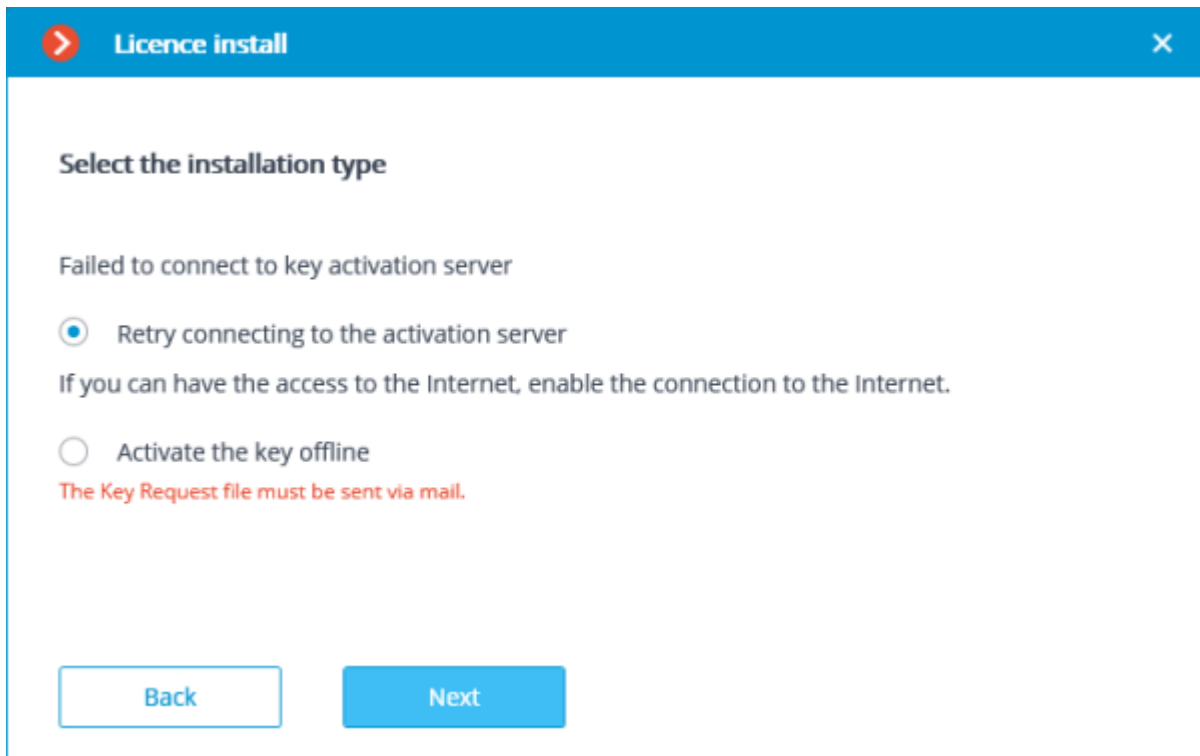 Licence install
Select the installation type
Failed to connect to key activation server
Retry connecting to the activation server
If you can have the access to the Internet, enable the connection to the Internet.
Activate the key offline
The Key Request file must be sent via mail.
Back
Next